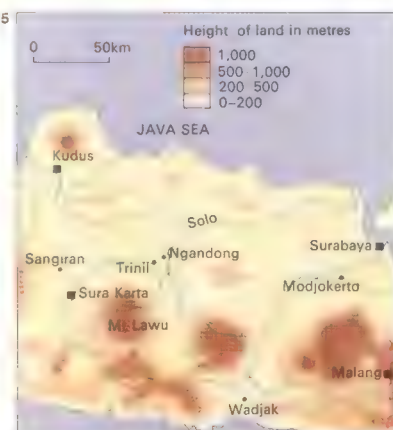 5
Height of land in metres
0 50km
1,000
500 1,000
200 500
0-200
JAVA SEA
Kudus
Solo
Surabaya
Ngandong
Sangiran
Trinil
Modjokerto
Sura Karta
Mt Lawu
Malang
Wadjak